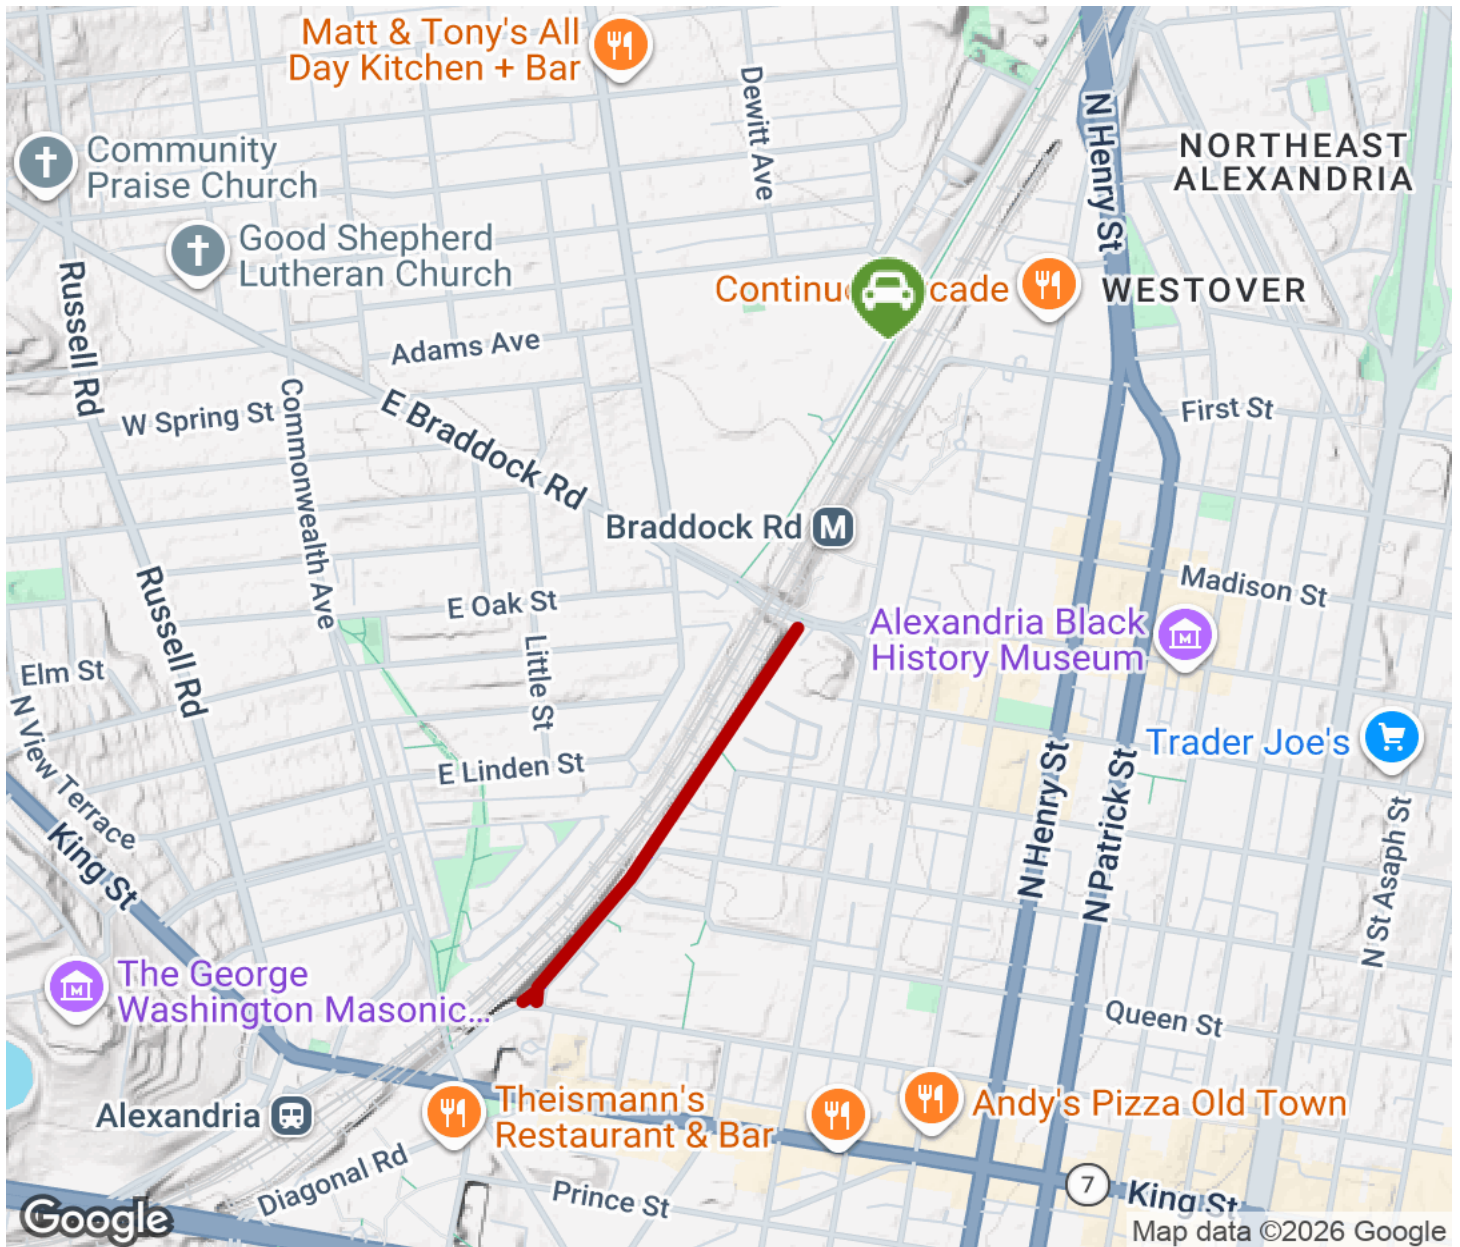 Matt & Tony's All
Day Kitchen + Bar
Dewitt Ave
N Henry St
NORTHEAST
ALEXANDRIA
Community
Praise Church
Good Shepherd
Lutheran Church
Russell Rd
Continu
cade
WESTOVER
Adams Ave
W Spring St
Commonwealth Ave
E Braddock Rd
First St
Braddock Rd
M
Madison St
Russell Rd
E Oak St
Alexandria Black
History Museum
Elm St
Little St
N View Terrace
E Linden St
Trader Joe's
King St
N Henry St
N Patrick St
N St Asaph St
The George
Washington Masonic...
Queen St
Alexandria
Theismann's
Restaurant & Bar
Andy's Pizza Old Town
Diagonal Rd
Prince St
7
King St
Google
Map data ©2026 Google